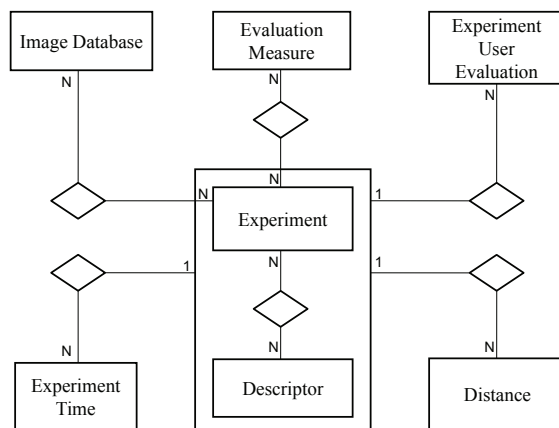 Image Database
Evaluation
Measure
Experiment
User
Evaluation
N
N
N
N
N
1
Experiment
1
1
N
N
N
N
Experiment
Time
Descriptor
Distance